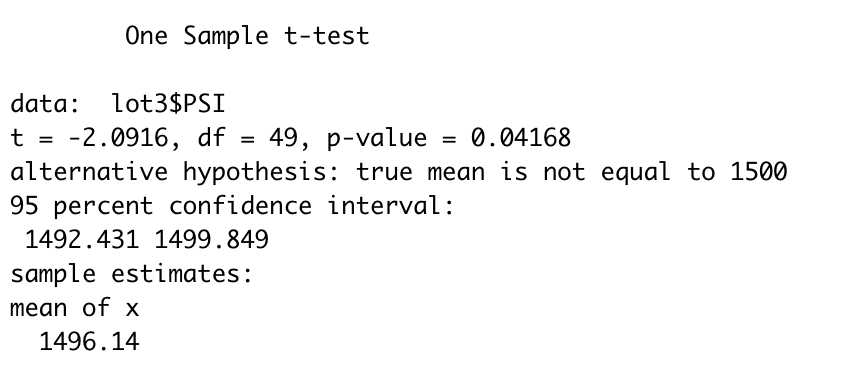 One Sample t-test
data:  lot3$PSI
t = -2.0916, df = 49, p-value = 0.04168
alternative hypothesis: true mean is not equal to 1500
95 percent confidence interval:
 1492.431 1499.849
sample estimates:
mean of x
  1496.14